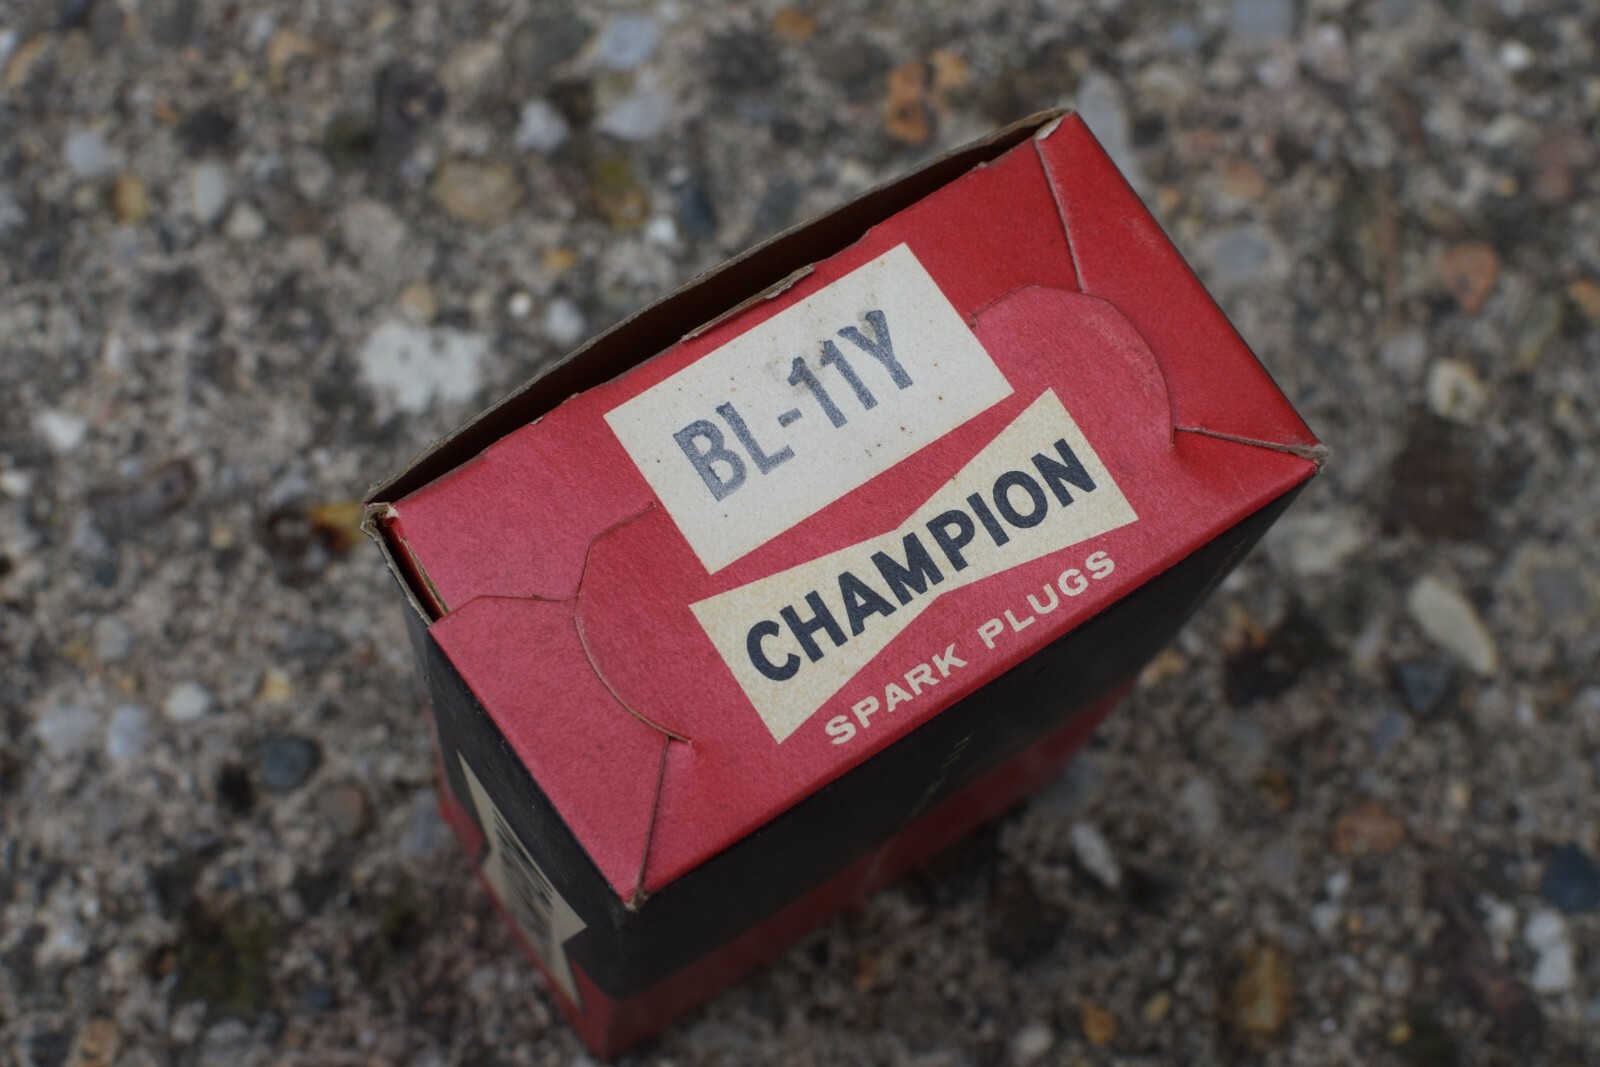 BL-11Y
CHAMPION
SPARK PLUGS